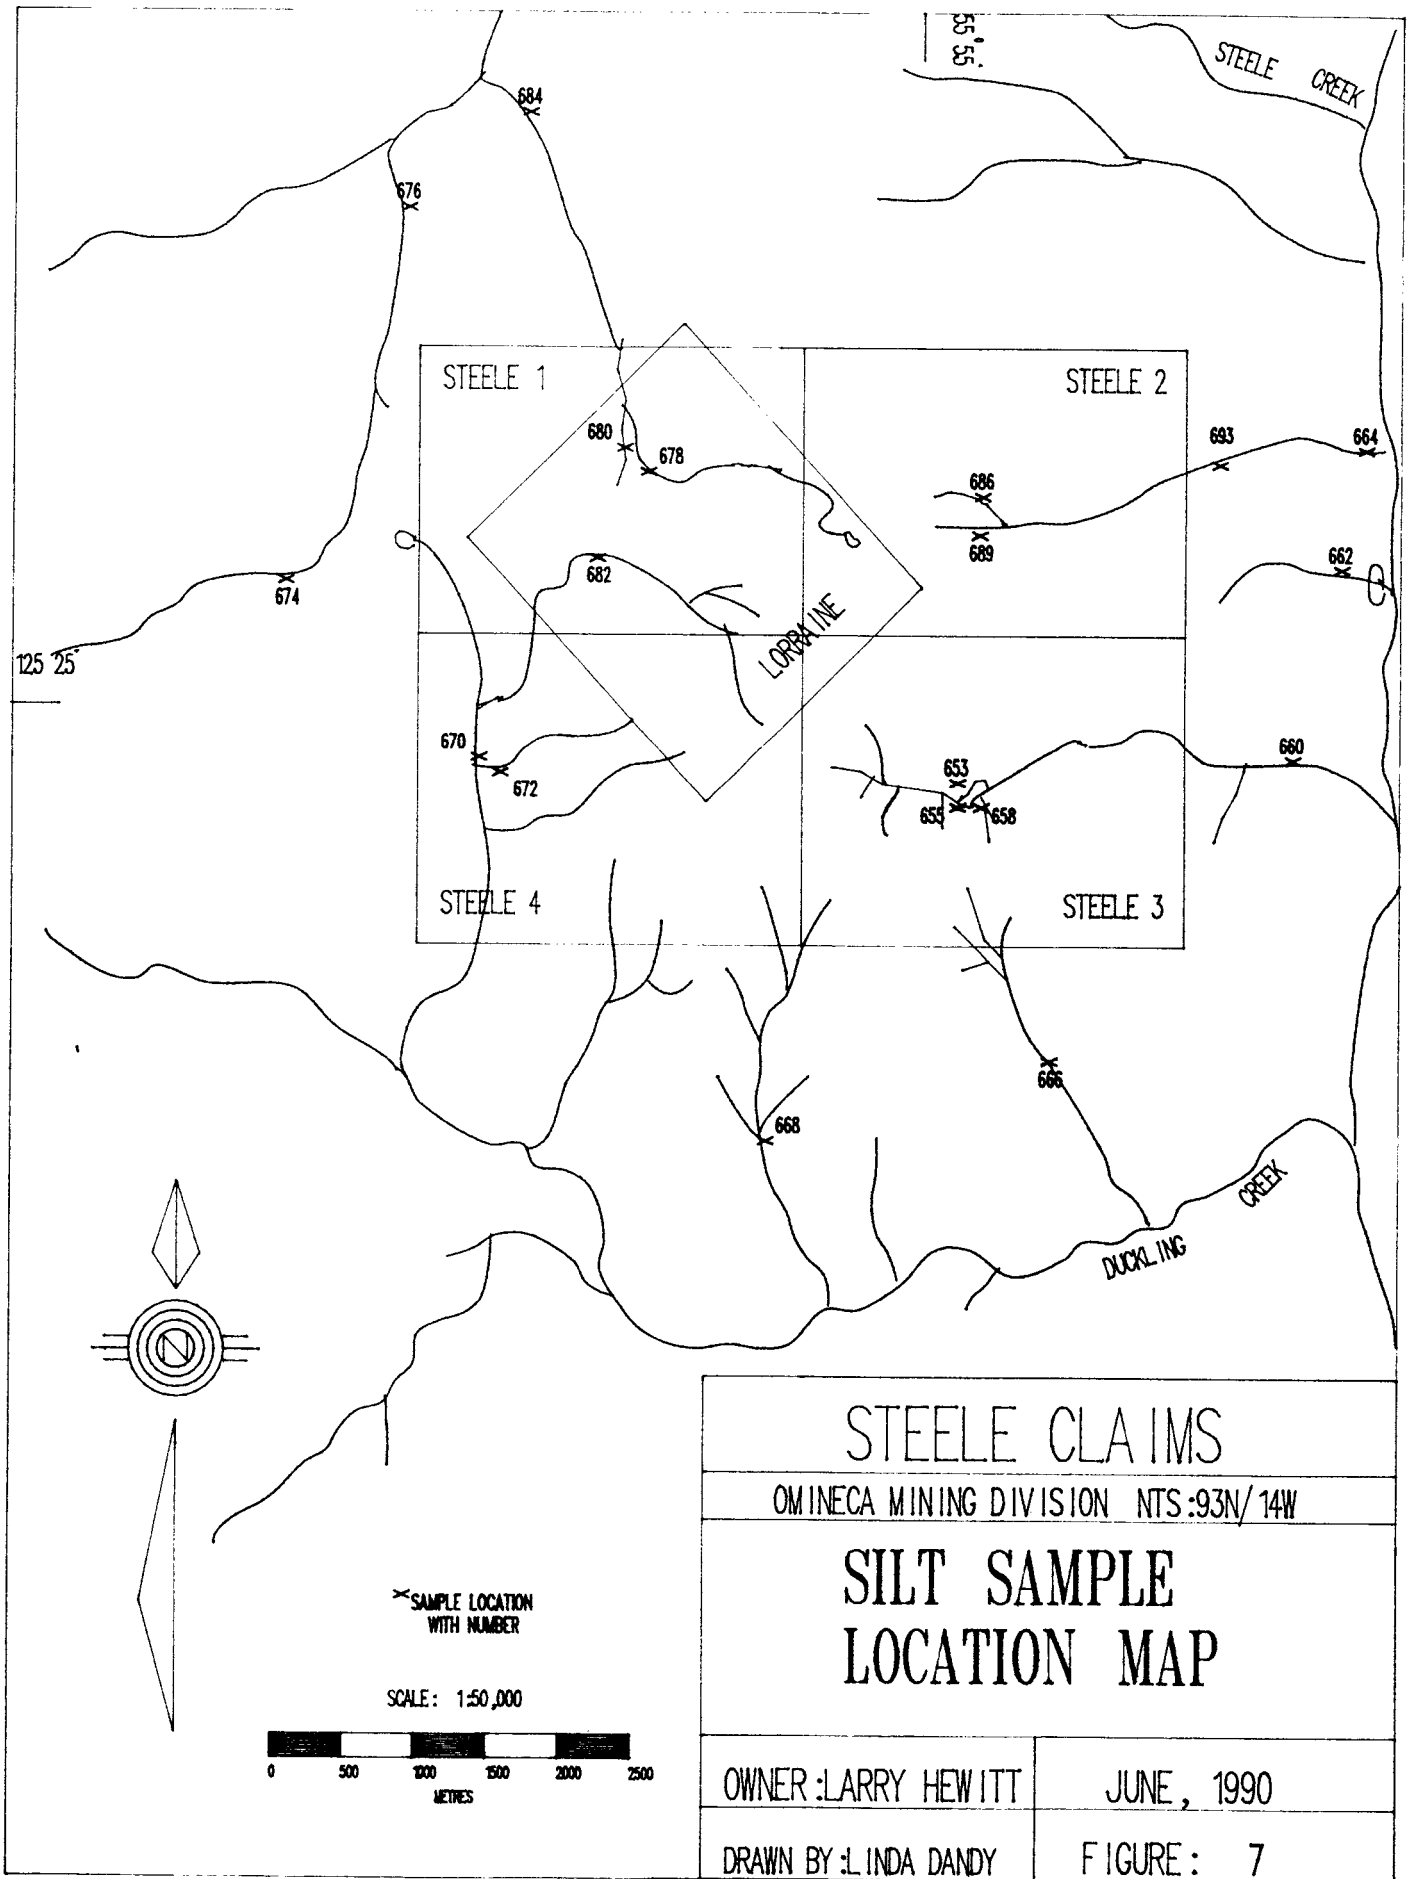 55° 55'
STEELE CREEK
684
676
STEELE 1
STEELE 2
680
678
693
664
686
689
682
662
674
LORRAINE
125 25'
670
672
653
655
658
660
STEELE 4
STEELE 3
666
668
CREEK
DUCKLING
N
STEELE CLAIMS
OMINECA MINING DIVISION NTS:93N/14W
SILT SAMPLE
LOCATION MAP
X SAMPLE LOCATION
WITH NUMBER
SCALE: 1:50,000
0 500 1000 1500 2000 2500
METRES
OWNER:LARRY HEWITT
JUNE, 1990
DRAWN BY:LINDA DANDY
FIGURE: 7